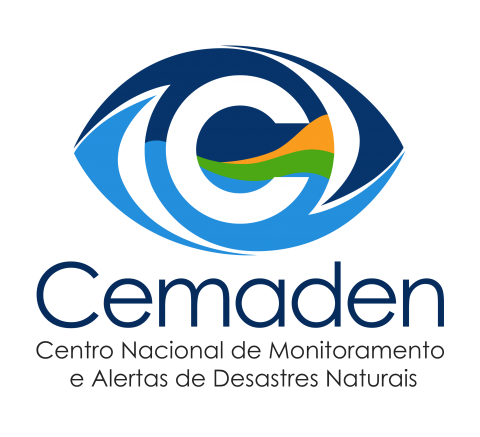 Cemaden
Centro Nacional de Monitoramento
e Alertas de Desastres Naturais